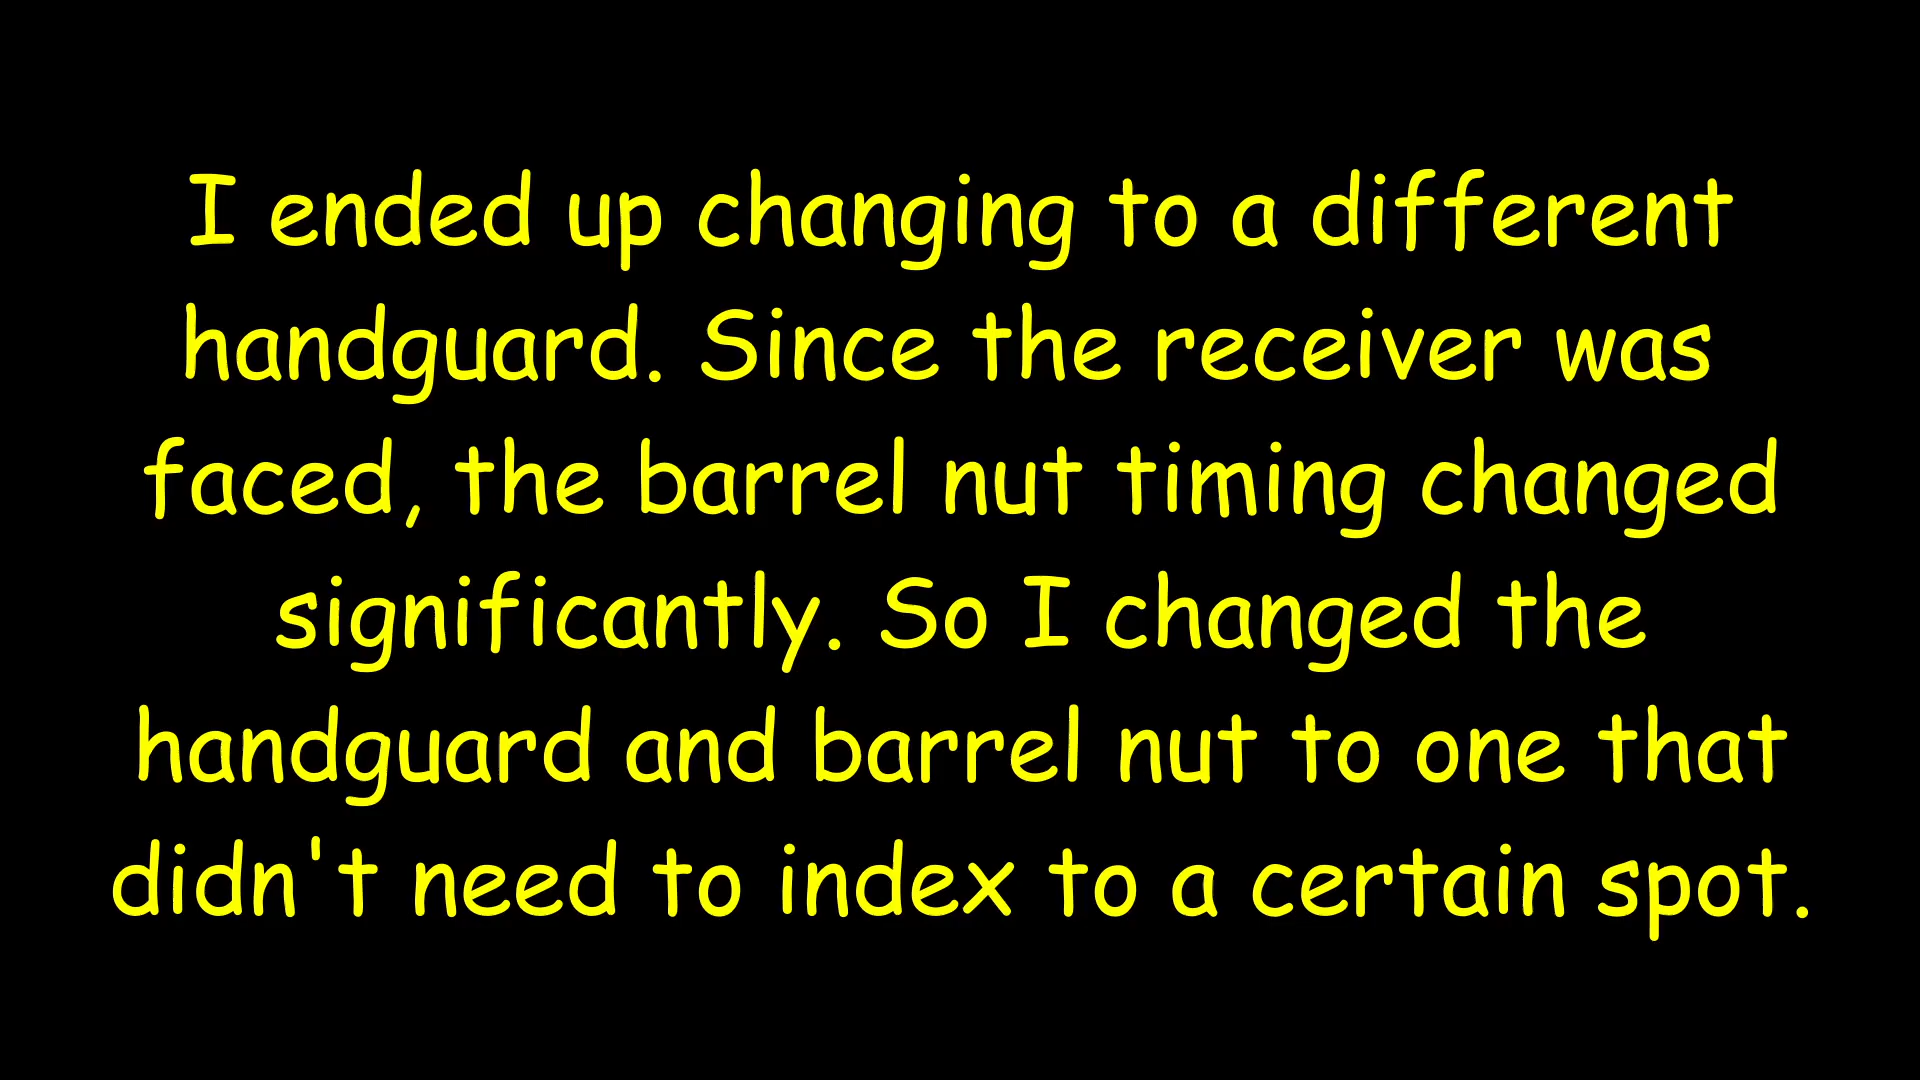 I ended up changing to a different
handguard. Since the receiver was
faced, the barrel nut timing changed
significantly. So I changed the
handguard and barrel nut to one that
didn't need to index to a certain spot.